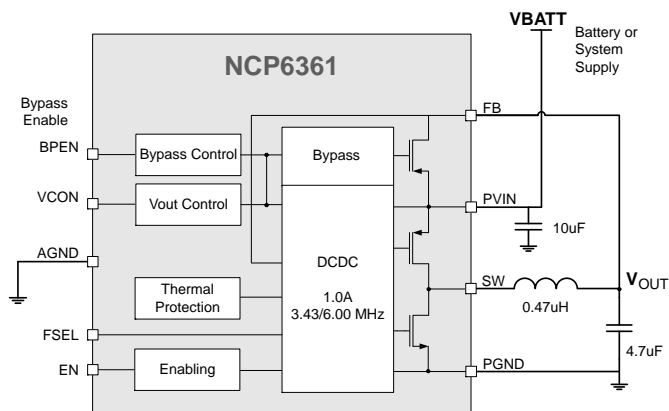 VBATT
Battery or
System
Supply
NCP6361
Bypass
Enable
FB
BPEN
Bypass Control
Bypass
VCON
Vout Control
PVIN
10uF
AGND
DCDC
1.0A
3.43/6.00 MHz
Thermal
Protection
SW
0.47uH
VOUT
FSEL
4.7uF
EN
Enabling
PGND